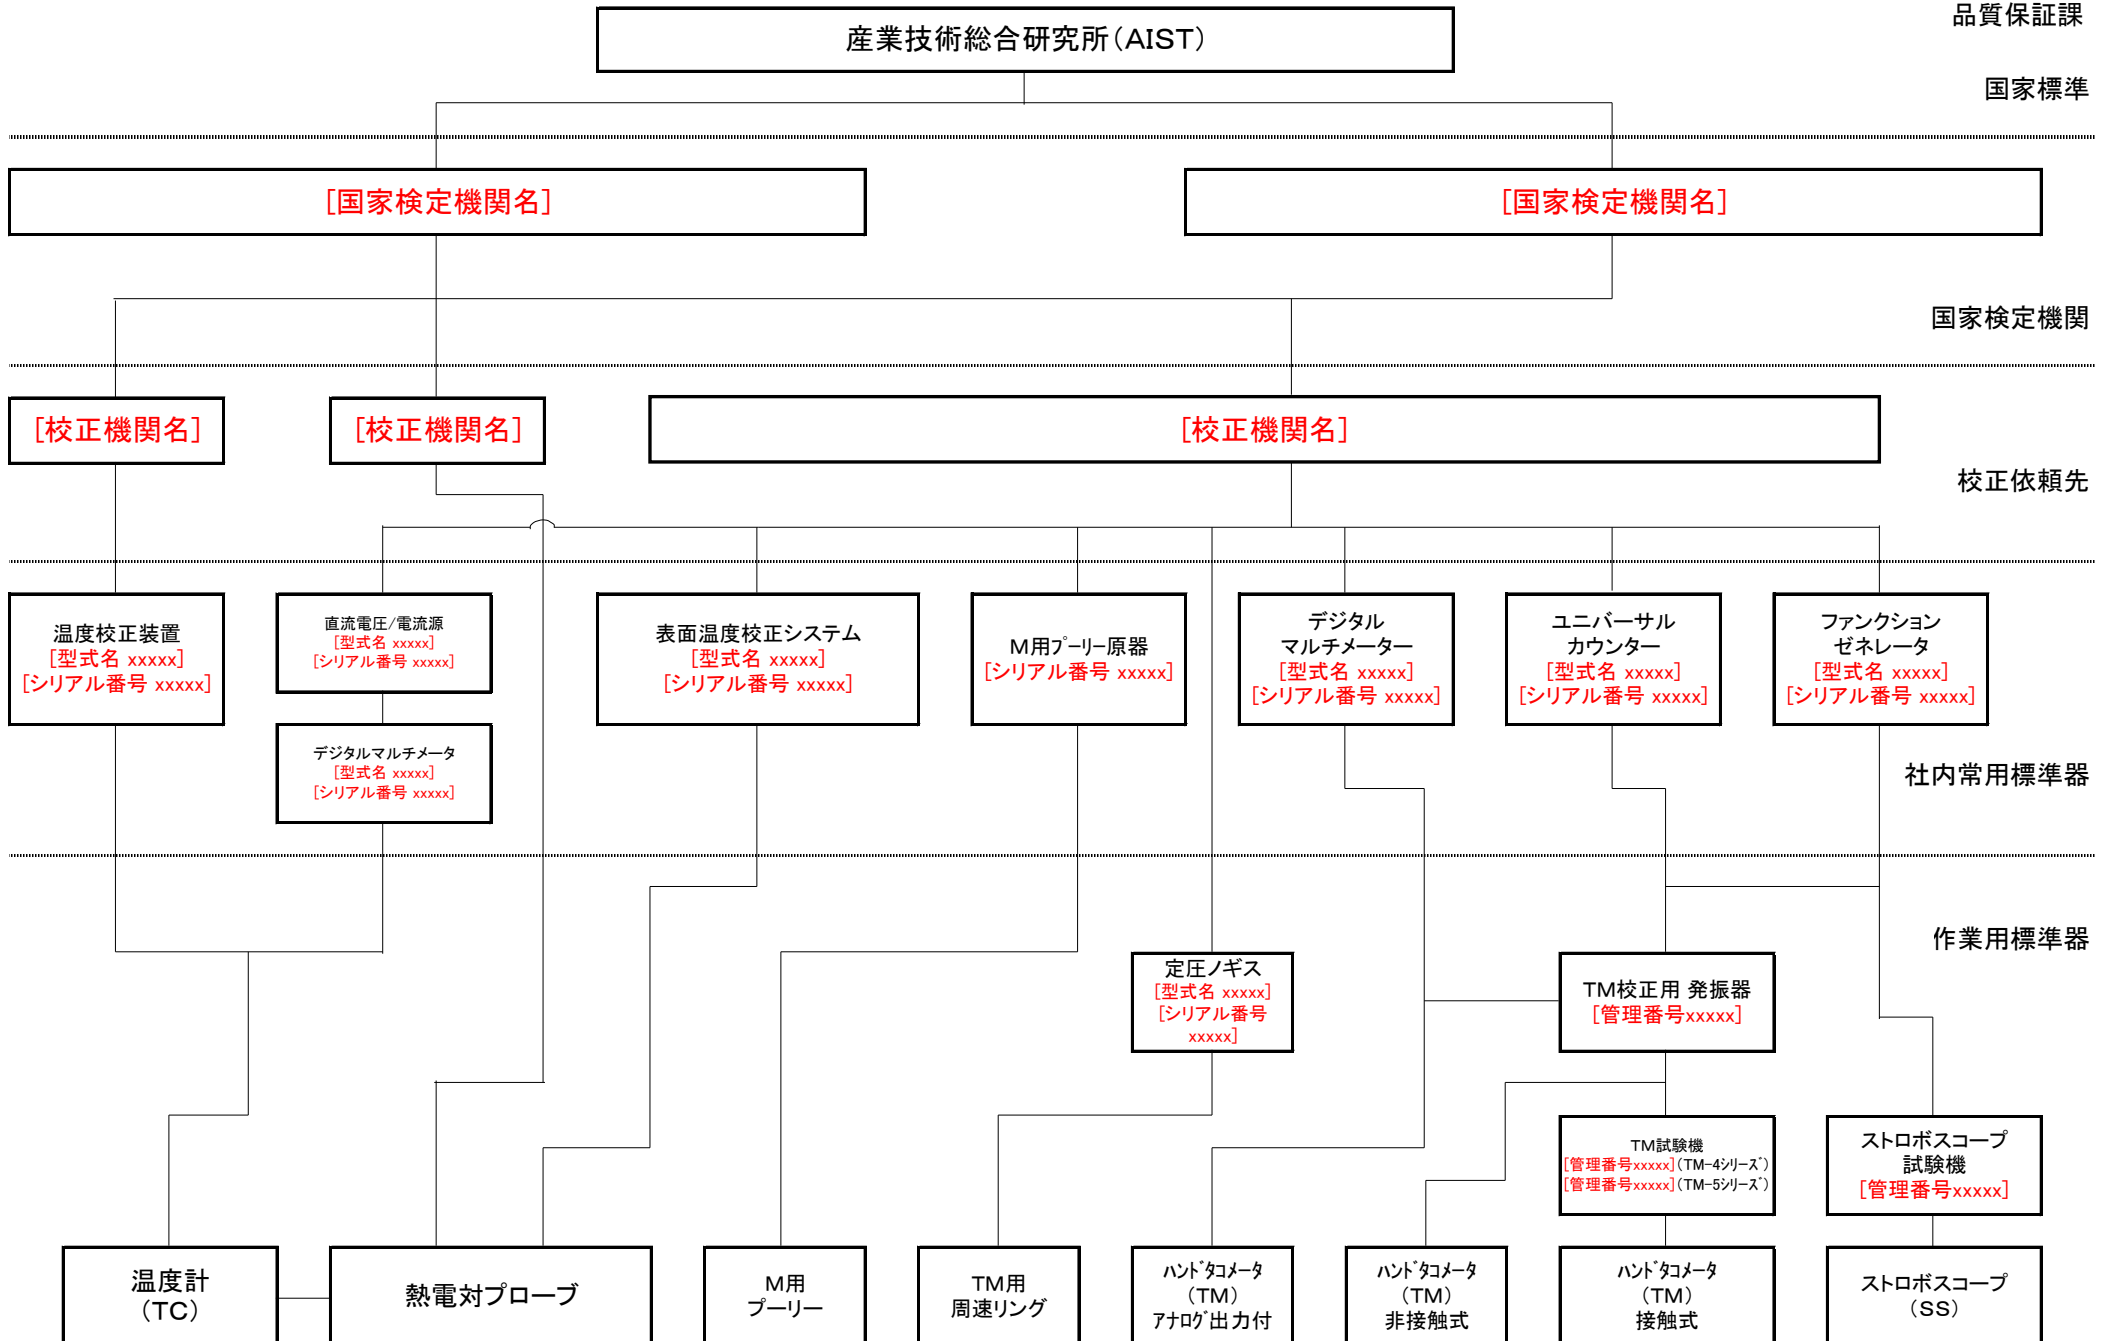 品質保証課
産業技術総合研究所（AIST）
国家標準
[国家検定機関名]
[国家検定機関名]
国家検定機関
[校正機関名]
[校正機関名]
[校正機関名]
校正依頼先
温度校正装置
[型式名 xxxxx]
[シリアル番号 xxxxx]
直流電圧/電流源
[型式名 xxxxx]
[シリアル番号 xxxxx]
表面温度校正システム
[型式名 xxxxx]
[シリアル番号 xxxxx]
M用プーリー原器
[シリアル番号 xxxxx]
デジタル
マルチメーター
[型式名 xxxxx]
[シリアル番号 xxxxx]
ユニバーサル
カウンター
[型式名 xxxxx]
[シリアル番号 xxxxx]
ファンクション
ゼネレータ
[型式名 xxxxx]
[シリアル番号 xxxxx]
デジタルマルチメータ
[型式名 xxxxx]
[シリアル番号 xxxxx]
社内常用標準器
作業用標準器
定圧ノギス
[型式名 xxxxx]
[シリアル番号
xxxxx]
TM校正用 発振器
[管理番号xxxxx]
TM試験機
[管理番号xxxxx](TM-4シリーズ)
[管理番号xxxxx](TM-5シリーズ)
ストロボスコープ
試験機
[管理番号xxxxx]
温度計
（TC）
熱電対プローブ
M用
プーリー
TM用
周速リング
ハンドタコメータ
（TM）
アナログ出力付
ハンドタコメータ
（TM）
非接触式
ハンドタコメータ
（TM）
接触式
ストロボスコープ
（SS）